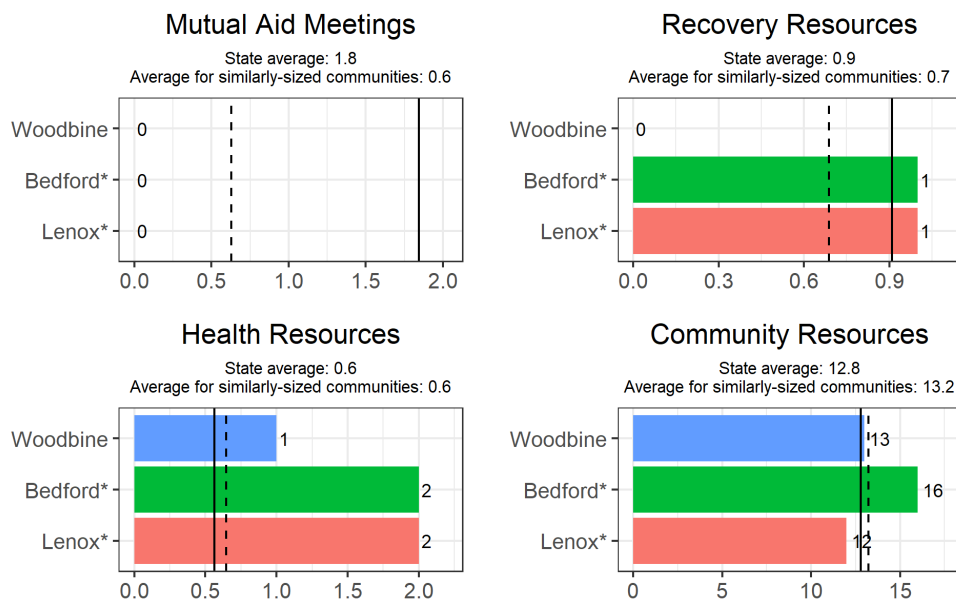 Mutual Aid Meetings
State average: 1.8
Average for similarly-sized communities: 0.6
Woodbine
0
Bedford*
0
Lenox*
0
0.0 0.5 1.0 1.5 2.0
Recovery Resources
State average: 0.9
Average for similarly-sized communities: 0.7
Woodbine
0
Bedford*
1
Lenox*
1
0.0 0.3 0.6 0.9
Health Resources
State average: 0.6
Average for similarly-sized communities: 0.6
Woodbine
1
Bedford*
2
Lenox*
2
0.0 0.5 1.0 1.5 2.0
Community Resources
State average: 12.8
Average for similarly-sized communities: 13.2
Woodbine
13
Bedford*
16
Lenox*
12
0 5 10 15